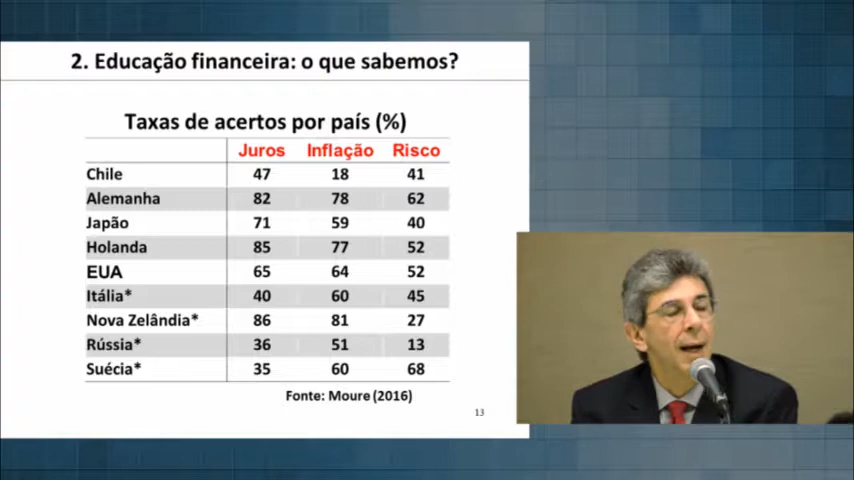 2. Educação financeira: o que sabemos?
Taxas de acertos por país (%)
Juros Inflação Risco
Chile 47 18 41
Alemanha 82 78 62
Japão 71 59 40
Holanda 85 77 52
EUA 65 64 52
Itália* 40 60 45
Nova Zelândia* 86 81 27
Rússia* 36 51 13
Suécia* 35 60 68
Fonte: Moure (2016)
13